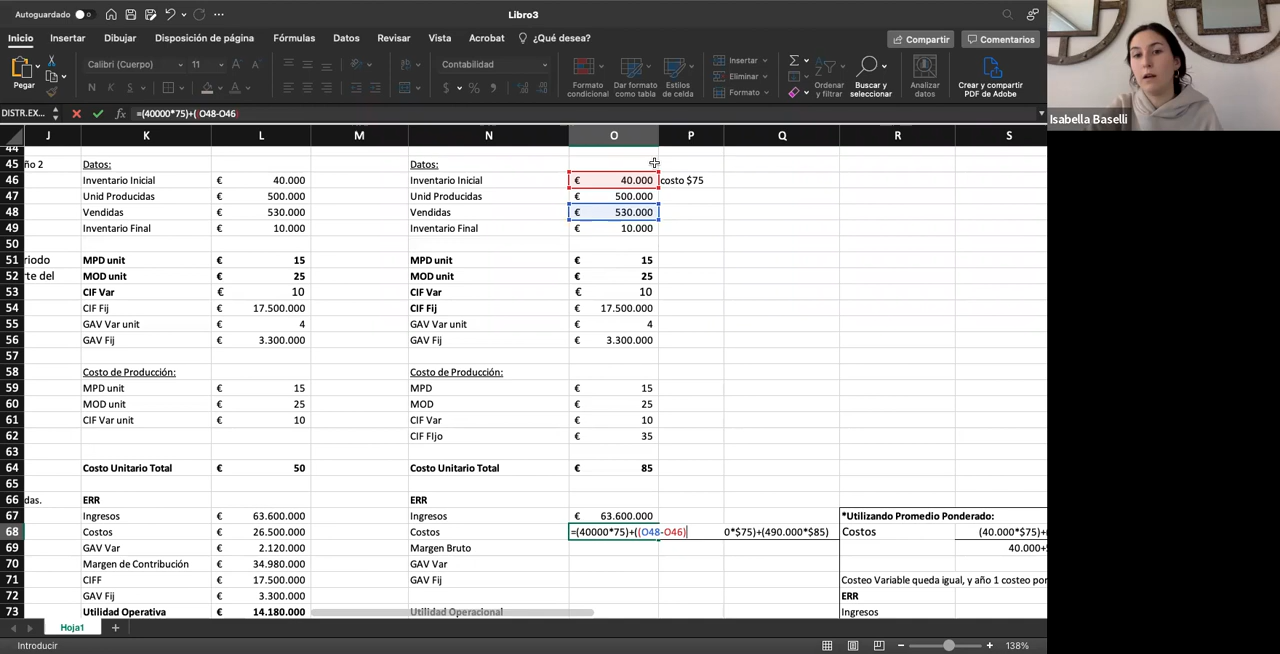 Autoguardado
Libro3
Inicio Insertar Dibujar Disposición de página Fórmulas Datos Revisar Vista Acrobat ¿Qué desea? Compartir Comentarios
Calibri (Cuerpo) 11 Contabilidad Insertar
Eliminar
Formato
Pegar N K S Formato condicional Dar formato como tabla Estilos de celda Ordenar y filtrar Buscar y seleccionar Analizar datos Crear y compartir PDF de Adobe
DISTR.EX... fx =(40000*75)+( O48-O46
Isabella Baselli
J K L M N O P Q R S
44
45 ño 2 Datos: Datos:
46 Inventario Inicial € 40.000 Inventario Inicial € 40.000 costo $75
47 Unid Producidas € 500.000 Unid Producidas € 500.000
48 Vendidas € 530.000 Vendidas € 530.000
49 Inventario Final € 10.000 Inventario Final € 10.000
50
51 riodo MPD unit € 15 MPD unit € 15
52 rte del MOD unit € 25 MOD unit € 25
53 CIF Var € 10 CIF Var € 10
54 CIF Fij € 17.500.000 CIF Fij € 17.500.000
55 GAV Var unit € 4 GAV Var unit € 4
56 GAV Fij € 3.300.000 GAV Fij € 3.300.000
57
58 Costo de Producción: Costo de Producción:
59 MPD unit € 15 MPD € 15
60 MOD unit € 25 MOD € 25
61 CIF Var unit € 10 CIF Var € 10
62 CIF FIjo € 35
63
64 Costo Unitario Total € 50 Costo Unitario Total € 85
65
66 das. ERR ERR
67 Ingresos € 63.600.000 Ingresos € 63.600.000 *Utilizando Promedio Ponderado:
68 Costos € 26.500.000 Costos =(40000*75)+((O48-O46) 0*$75)+(490.000*$85) Costos (40.000*$75)+
69 GAV Var € 2.120.000 Margen Bruto 40.000+
70 Margen de Contribución € 34.980.000 GAV Var
71 CIFF € 17.500.000 GAV Fij Costeo Variable queda igual, y año 1 costeo por
72 GAV Fij € 3.300.000 ERR
73 Utilidad Operativa € 14.180.000 Utilidad Operacional Ingresos
Hoja1
Introducir 138%